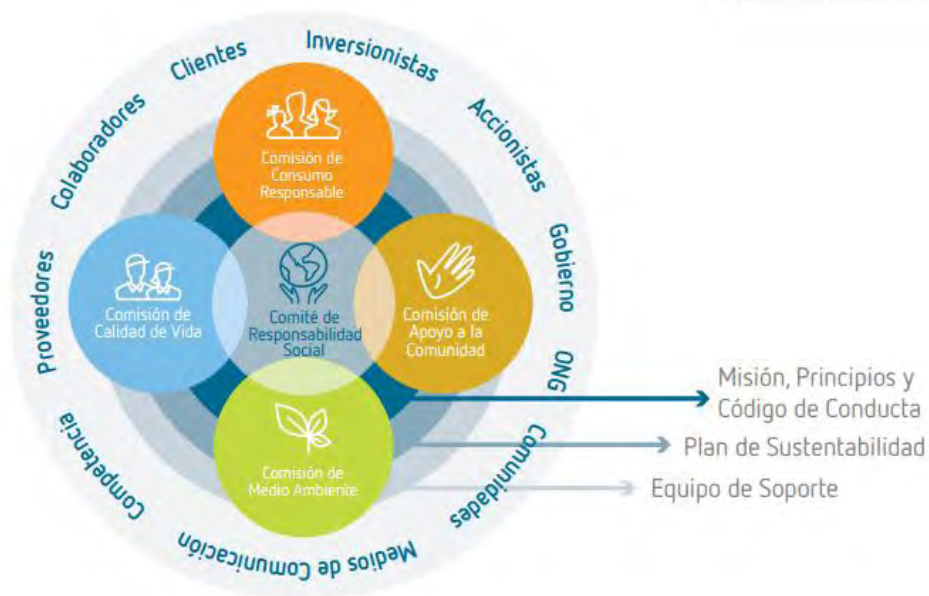 Inversionistas
Accionistas
Gobierno
ONG
Comunidades
Medios de Comunicación
Competencia
Proveedores
Colaboradores
Clientes
Comisión de
Consumo
Responsable
Comisión de
Calidad de Vida
Comité de
Responsabilidad
Social
Comisión de
Apoyo a la
Comunidad
Comisión de
Medio Ambiente
Misión, Principios y
Código de Conducta
Plan de Sustentabilidad
Equipo de Soporte